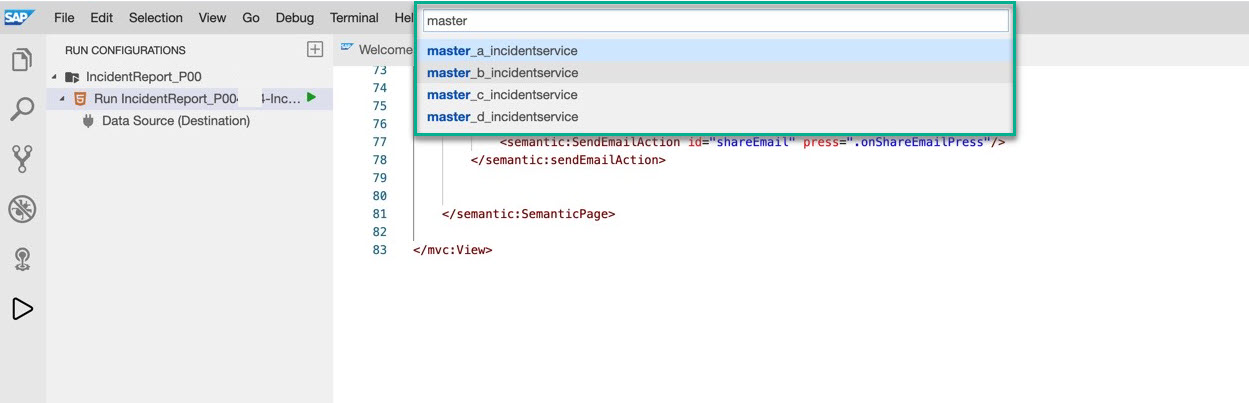 SAP File Edit Selection View Go Debug Terminal Hel
master
RUN CONFIGURATIONS
Welcome
master_a_incidentservice
master_b_incidentservice
master_c_incidentservice
master_d_incidentservice
IncidentReport_P00
Run IncidentReport_P00 4-Inc...
Data Source (Destination)
73
74
75
76
77 <semantic:SendEmailAction id="shareEmail" press=".onShareEmailPress"/>
78 </semantic:sendEmailAction>
79
80
81 </semantic:SemanticPage>
82
83 </mvc:View>